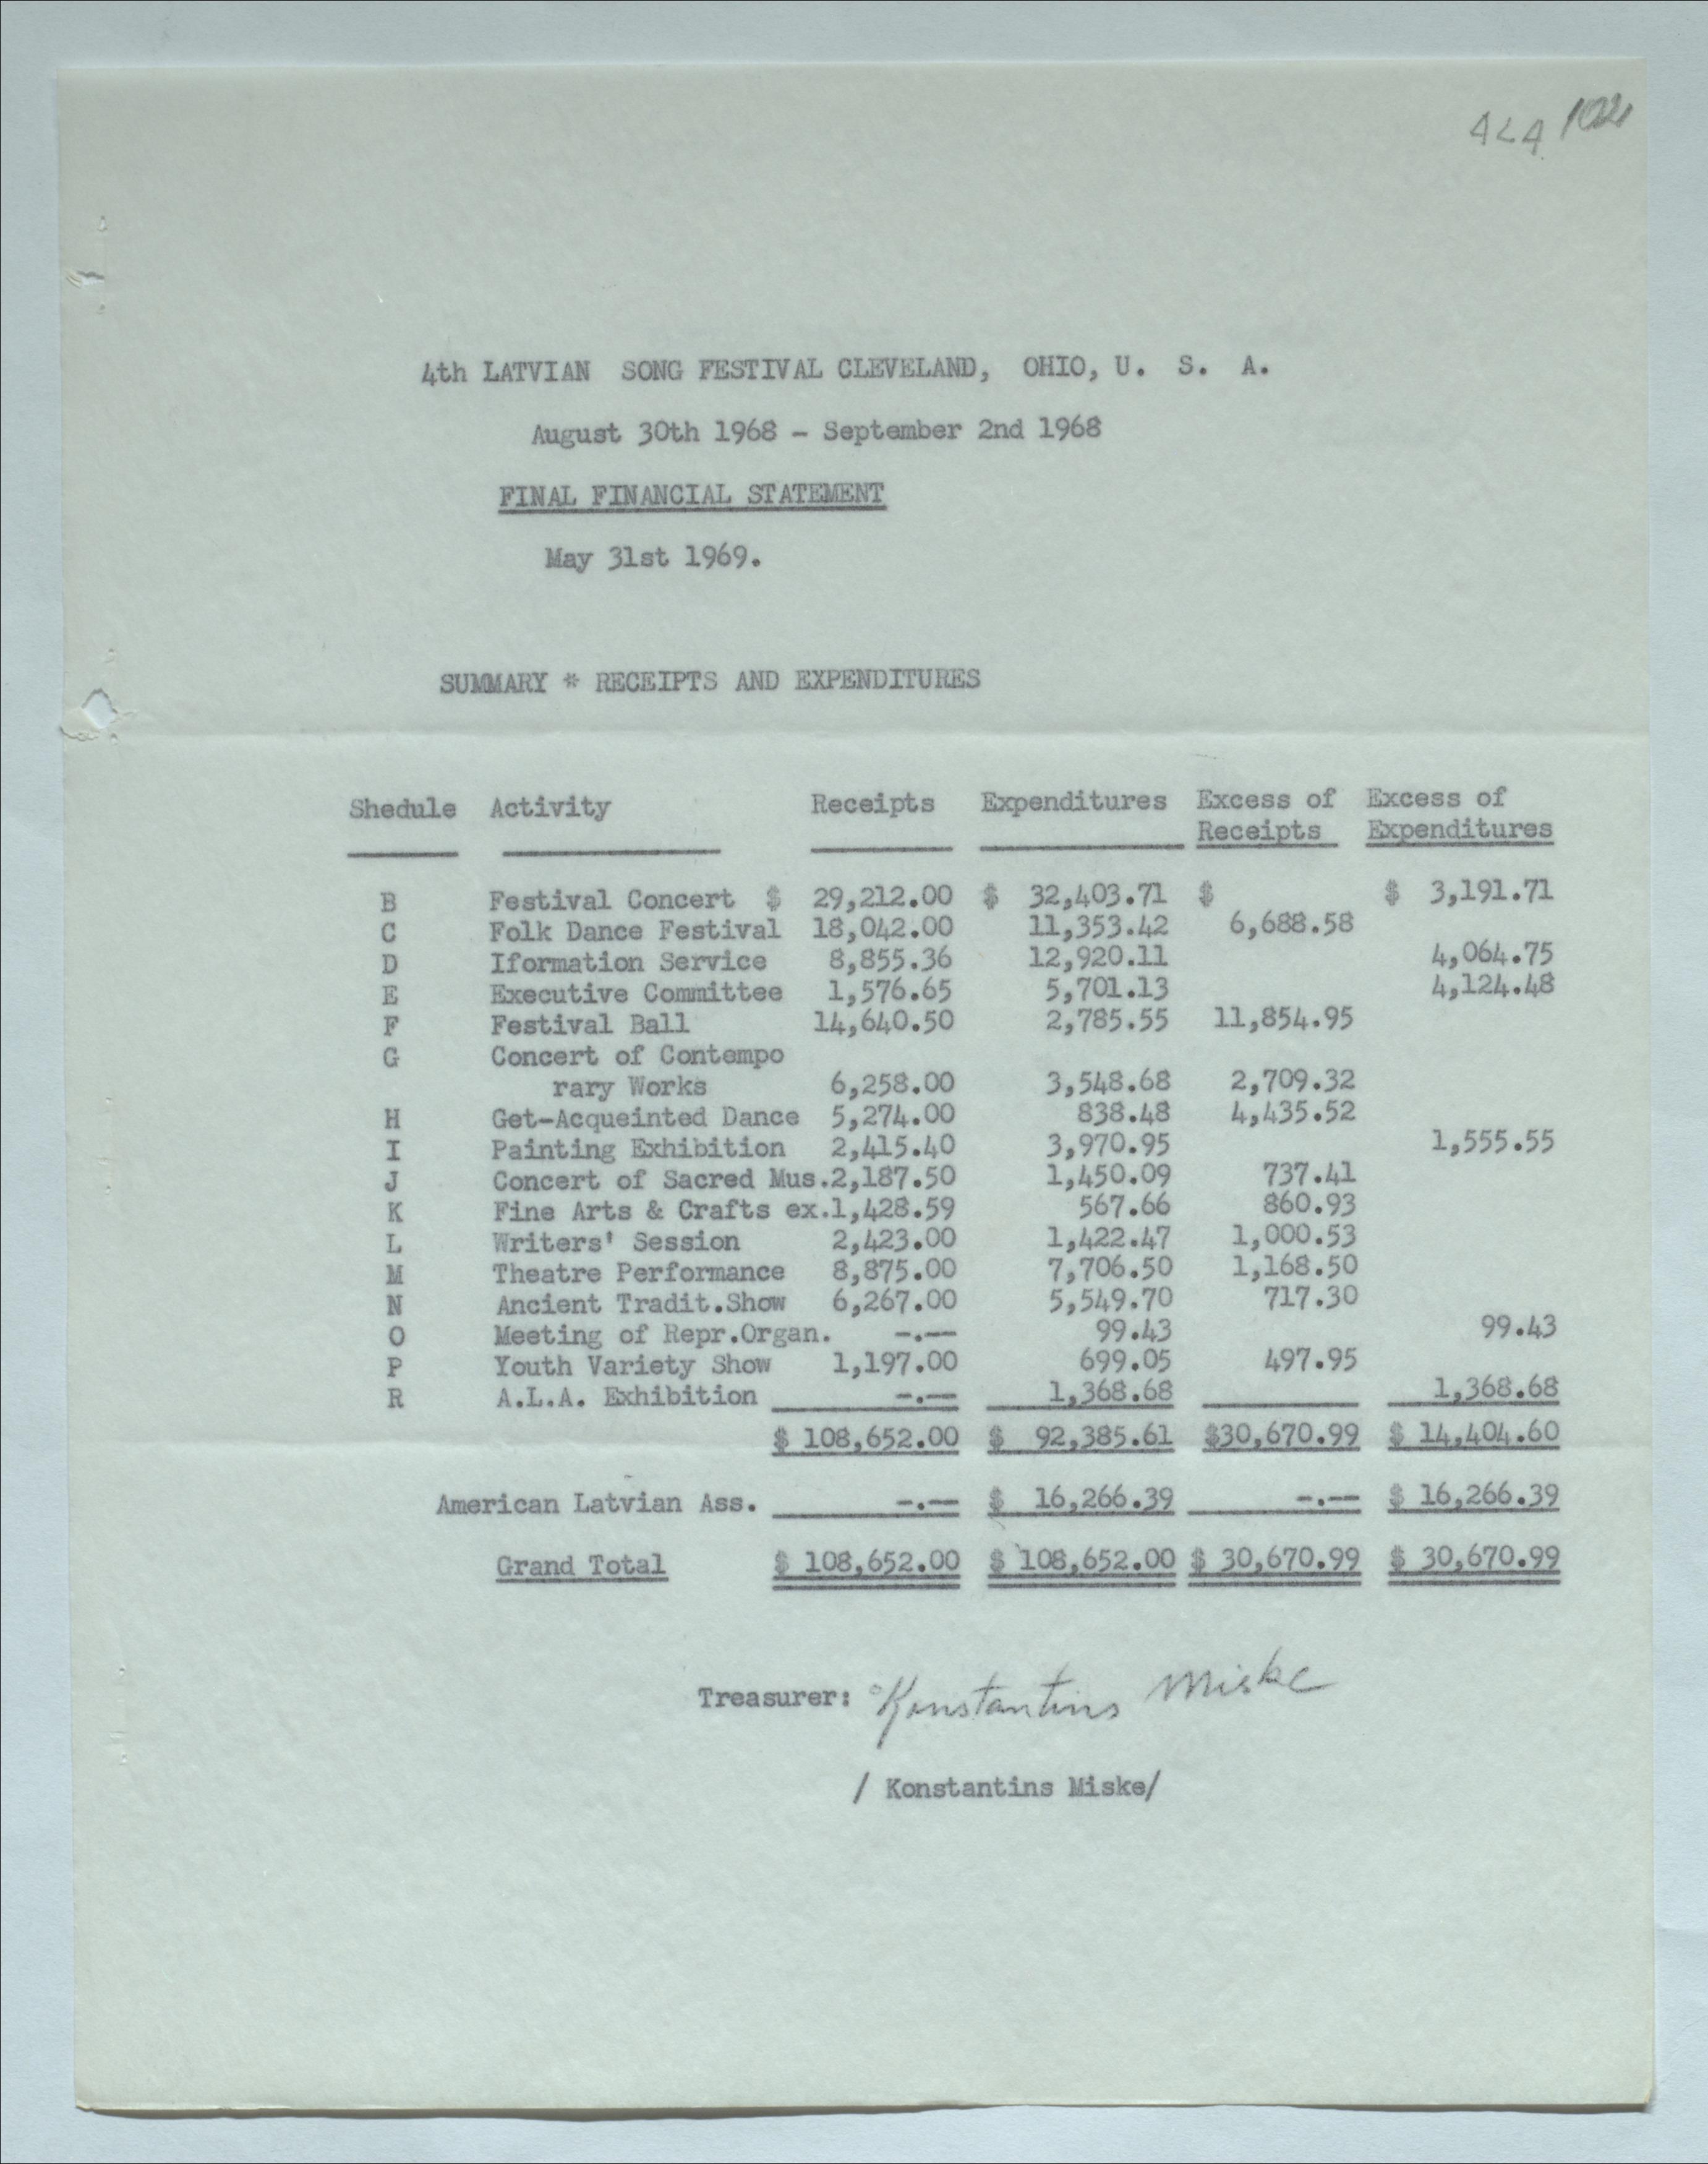 ALA 102
4th LATVIAN SONG FESTIVAL CLEVELAND, OHIO, U. S. A.
August 30th 1968 - September 2nd 1968
FINAL FINANCIAL STATEMENT
May 31st 1969.
SUMMARY * RECEIPTS AND EXPENDITURES
Shedule Activity Receipts Expenditures Excess of Receipts Excess of Expenditures
B Festival Concert $ 29,212.00 $ 32,403.71 $ $ 3,191.71
C Folk Dance Festival 18,042.00 11,353.42 6,688.58
D Iformation Service 8,855.36 12,920.11 4,064.75
E Executive Committee 1,576.65 5,701.13 4,124.48
F Festival Ball 14,640.50 2,785.55 11,854.95
G Concert of Contempo
rary Works 6,258.00 3,548.68 2,709.32
H Get-Acqueinted Dance 5,274.00 838.48 4,435.52
I Painting Exhibition 2,415.40 3,970.95 1,555.55
J Concert of Sacred Mus.2,187.50 1,450.09 737.41
K Fine Arts & Crafts ex.1,428.59 567.66 860.93
L Writers' Session 2,423.00 1,422.47 1,000.53
M Theatre Performance 8,875.00 7,706.50 1,168.50
N Ancient Tradit.Show 6,267.00 5,549.70 717.30
O Meeting of Repr.Organ. -.-- 99.43 99.43
P Youth Variety Show 1,197.00 699.05 497.95
R A.L.A. Exhibition -.-- 1,368.68 1,368.68
$ 108,652.00 $ 92,385.61 $30,670.99 $ 14,404.60
American Latvian Ass. -.-- $ 16,266.39 -.-- $ 16,266.39
Grand Total $ 108,652.00 $ 108,652.00 $ 30,670.99 $ 30,670.99
Treasurer: Konstantins Miske
/ Konstantins Miske/